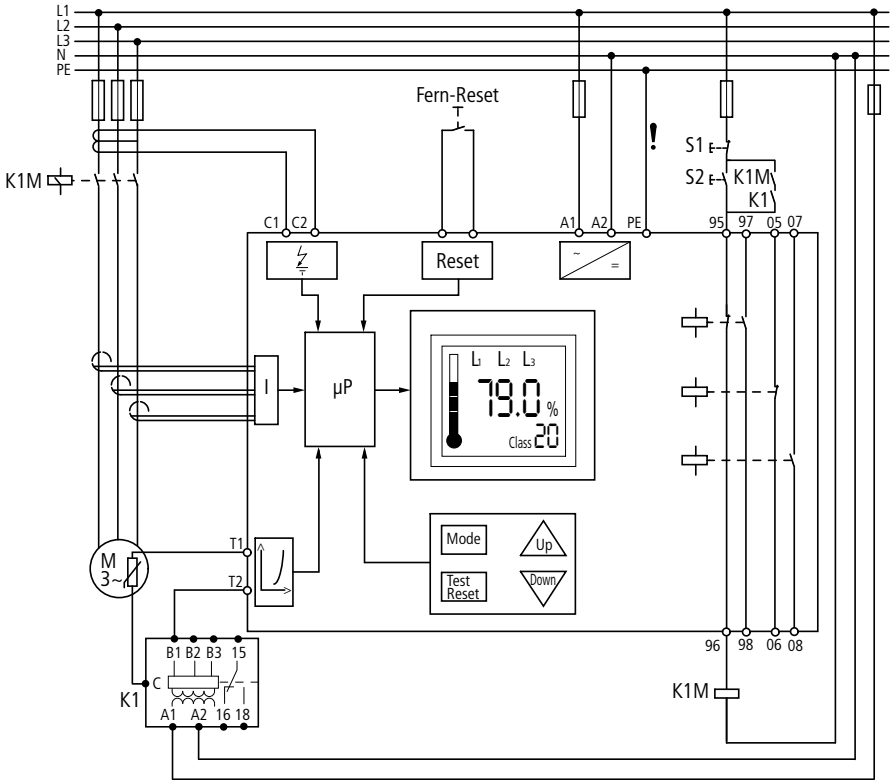 L1
L2
L3
N
PE
Fern-Reset
!
S1
S2
K1M
K1
K1M
C1 C2
A1 A2 PE
95 97 05 07
Reset
~
=
I
µP
L1 L2 L3
79.0 %
Class 20
T1
T2
M
3~
Mode
Up
Test
Reset
Down
96 98 06 08
B1 B2 B3 15
C
K1
A1 A2 16 18
K1M